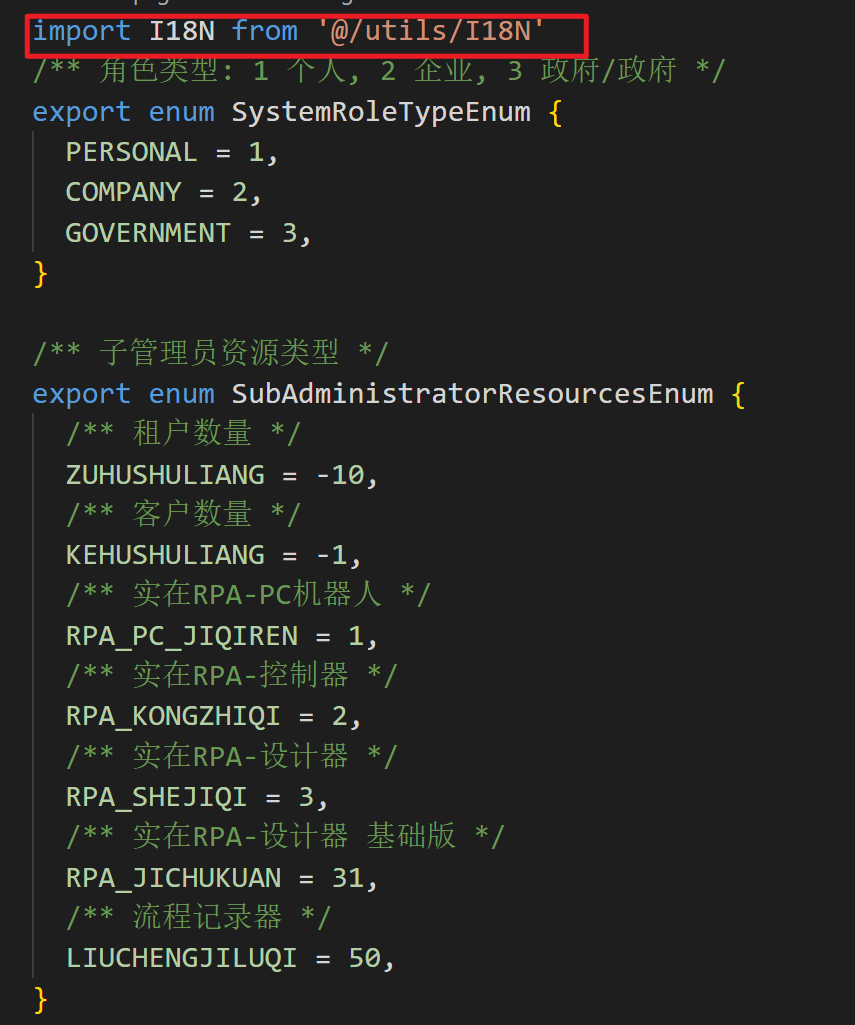 import I18N from '@/utils/I18N'
/** 角色类型: 1 个人, 2 企业, 3 政府/政府 */
export enum SystemRoleTypeEnum {
PERSONAL = 1,
COMPANY = 2,
GOVERNMENT = 3,
}
/** 子管理员资源类型 */
export enum SubAdministratorResourcesEnum {
/** 租户数量 */
ZUHUSHULIANG = -10,
/** 客户数量 */
KEHUSHULIANG = -1,
/** 实在RPA-PC机器人 */
RPA_PC_JIQIREN = 1,
/** 实在RPA-控制器 */
RPA_KONGZHIQI = 2,
/** 实在RPA-设计器 */
RPA_SHEJIQI = 3,
/** 实在RPA-设计器 基础版 */
RPA_JICHUKUAN = 31,
/** 流程记录器 */
LIUCHENGJILUQI = 50,
}